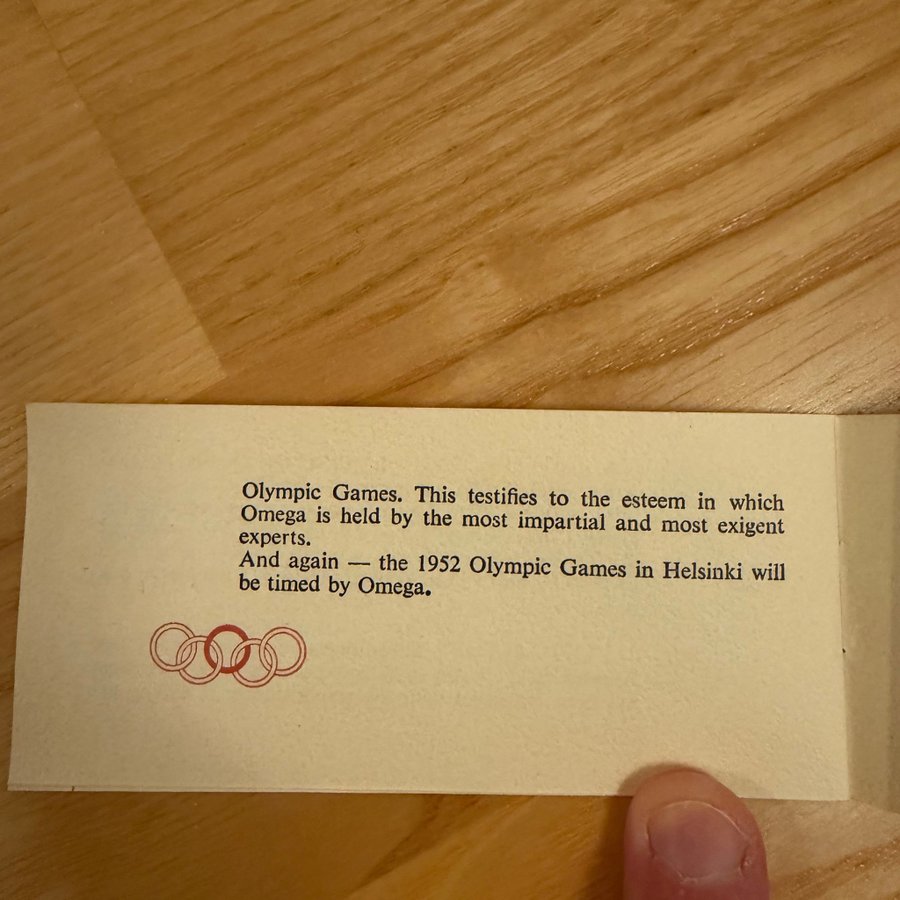 Olympic Games. This testifies to the esteem in which
Omega is held by the most impartial and most exigent
experts.
And again — the 1952 Olympic Games in Helsinki will
be timed by Omega.